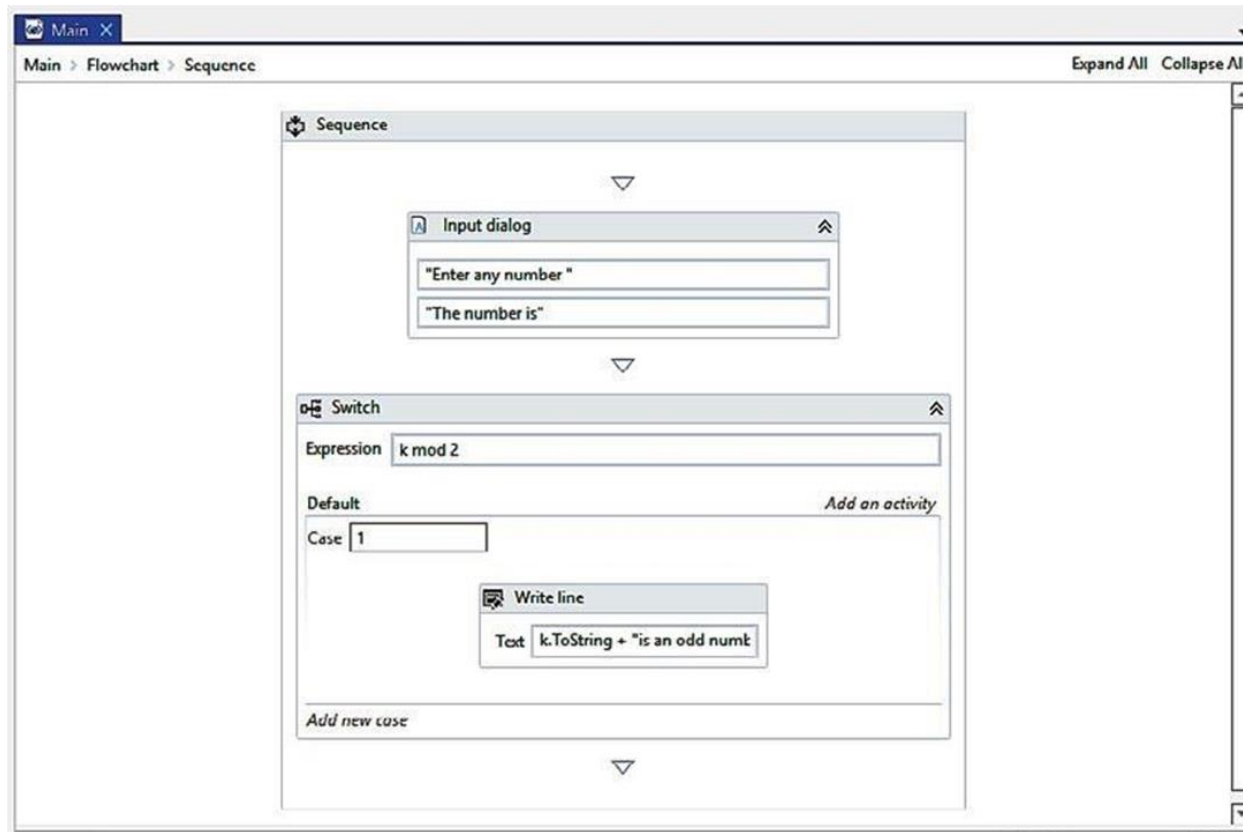 Main X
Main > Flowchart > Sequence Expand All Collapse Al
Sequence
Input dialog
"Enter any number "
"The number is"
Switch
Expression k mod 2
Default Add an activity
Case 1
Write line
Text k.ToString + "is an odd numb
Add new case